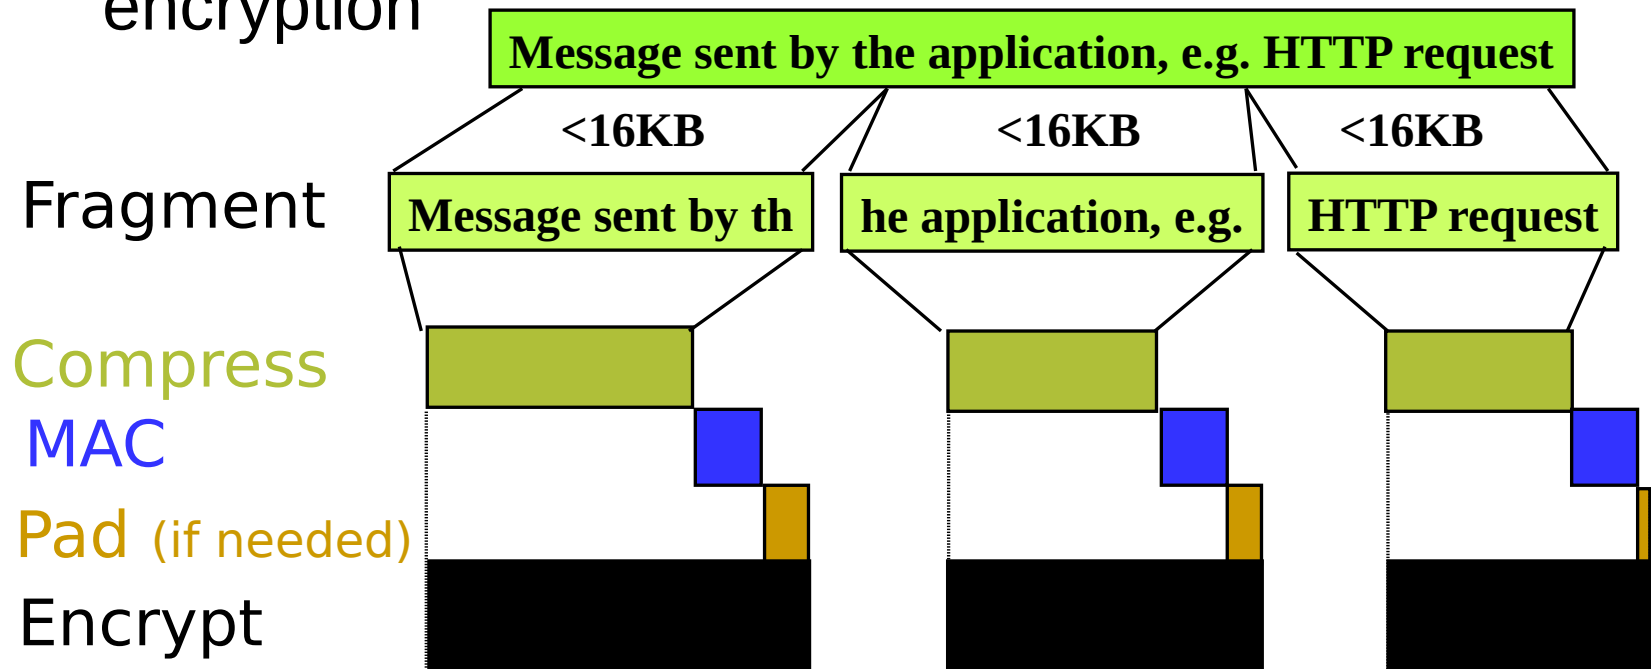 encryption
Message sent by the application, e.g. HTTP request
<16KB <16KB <16KB
Fragment
Message sent by th he application, e.g. HTTP request
Compress
MAC
Pad (if needed)
Encrypt